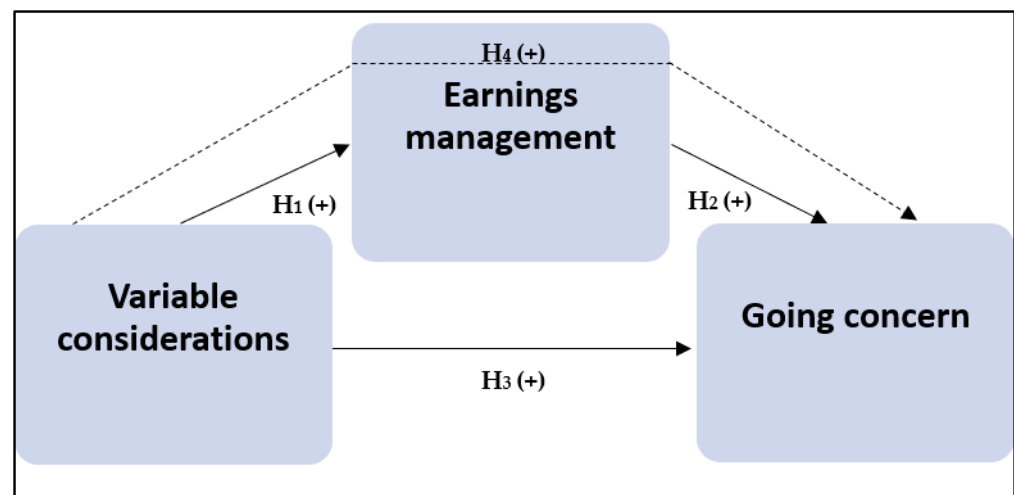 H₄ (+)
Earnings
management
H₁ (+)
H₂ (+)
Variable
considerations
Going concern
H₃ (+)